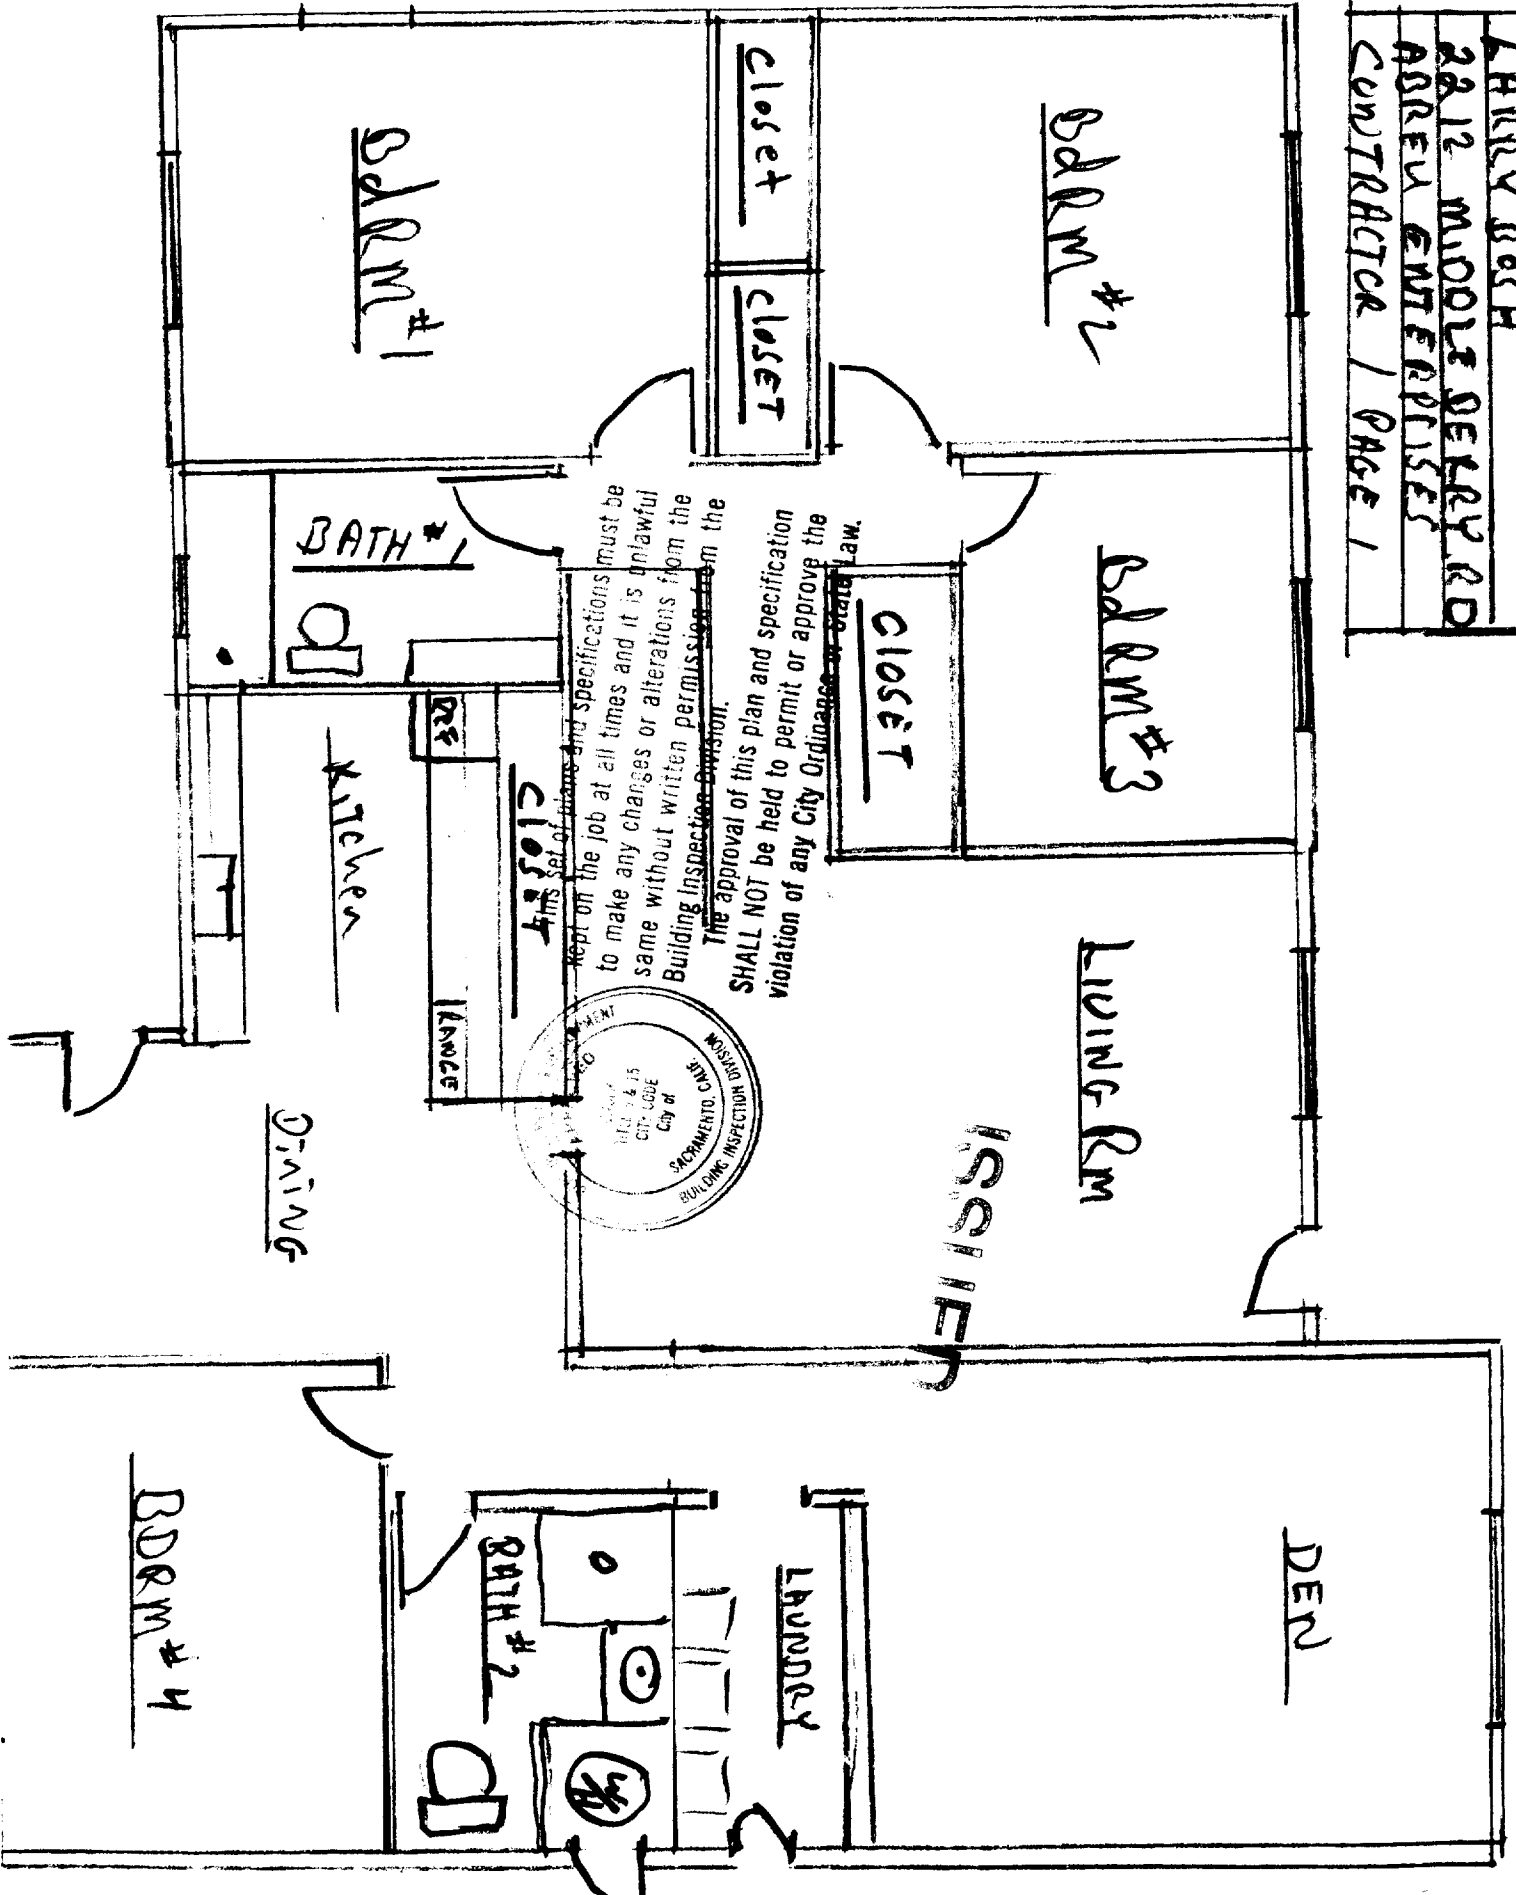 LARRY
2212 MIDDLE BERRY RD
ABREU ENTERPRISES
CONTRACTOR / PAGE 1
BdRM #2
Closet
CLOSET
BdRM #1
BdRM #3
CLOSET
BATH #1
REF
Kitchen
CLOSET
RANGE
LIVING RM
DiNiNG
DEN
LAUNDRY
BATH #2
W/H
BDRM #4
This set of plans and specifications must be
kept on the job at all times and it is unlawful
to make any changes or alterations from the
same without written permission from the
Building Inspection Division.
The approval of this plan and specification
SHALL NOT be held to permit or approve the
violation of any City Ordinance or State Law.
BUILDING INSPECTION DIVISION
SACRAMENTO, CALIF.
City of
CITY CODE
& 15
ISSUED